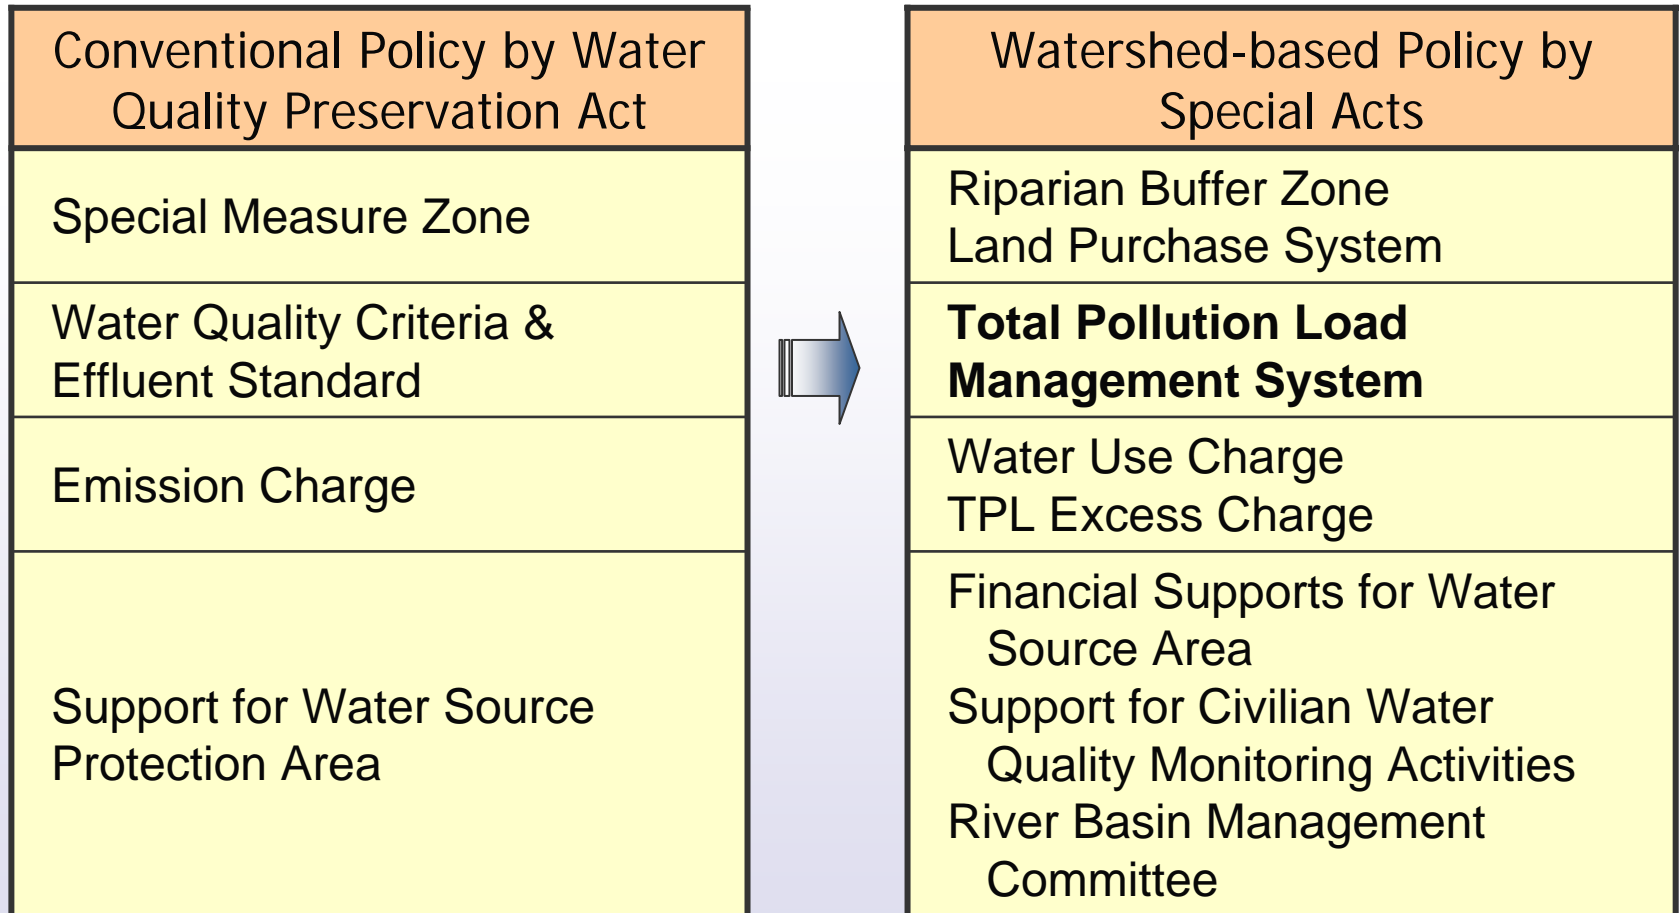 Conventional Policy by Water
Quality Preservation Act
Special Measure Zone
Water Quality Criteria &
Effluent Standard
Emission Charge
Support for Water Source
Protection Area
Watershed-based Policy by
Special Acts
Riparian Buffer Zone
Land Purchase System
Total Pollution Load
Management System
Water Use Charge
TPL Excess Charge
Financial Supports for Water
Source Area
Support for Civilian Water
Quality Monitoring Activities
River Basin Management
Committee